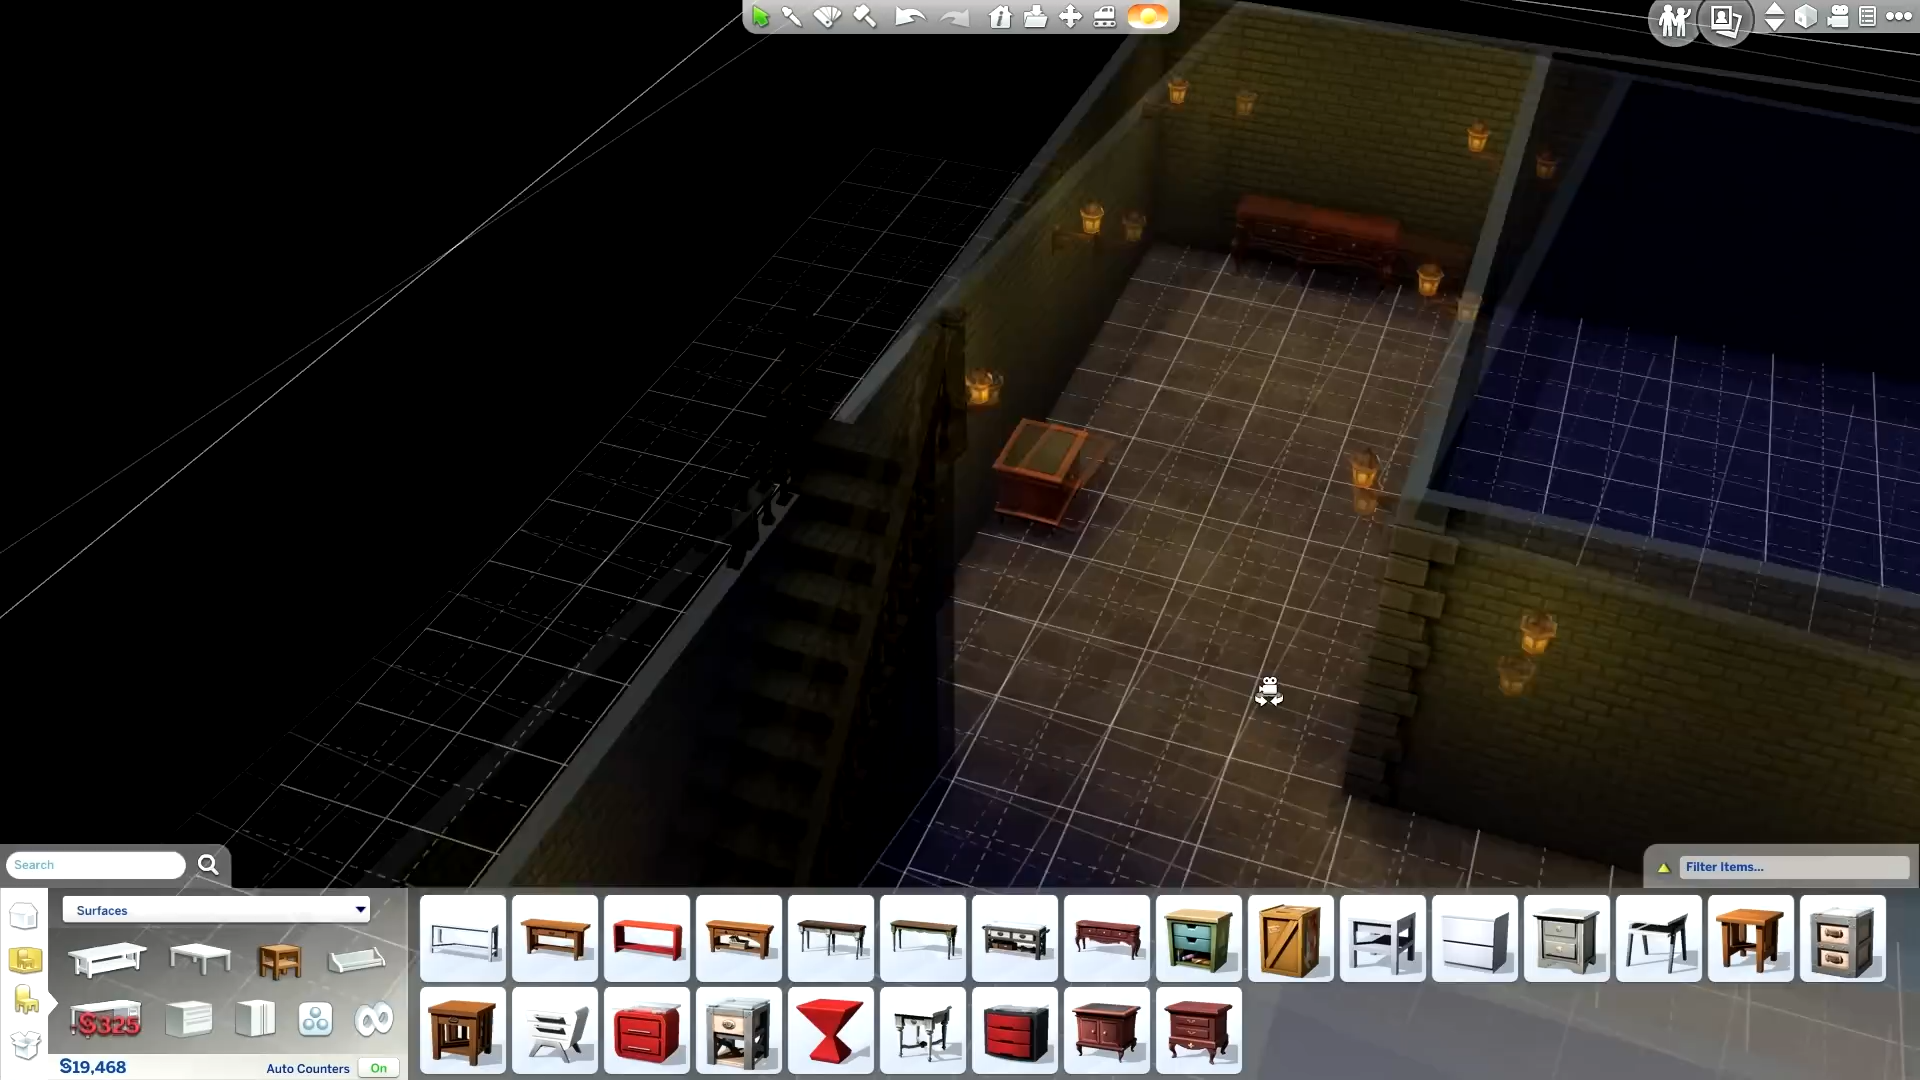 Search
Filter Items...
Surfaces
-§325
§19,468
Auto Counters
On